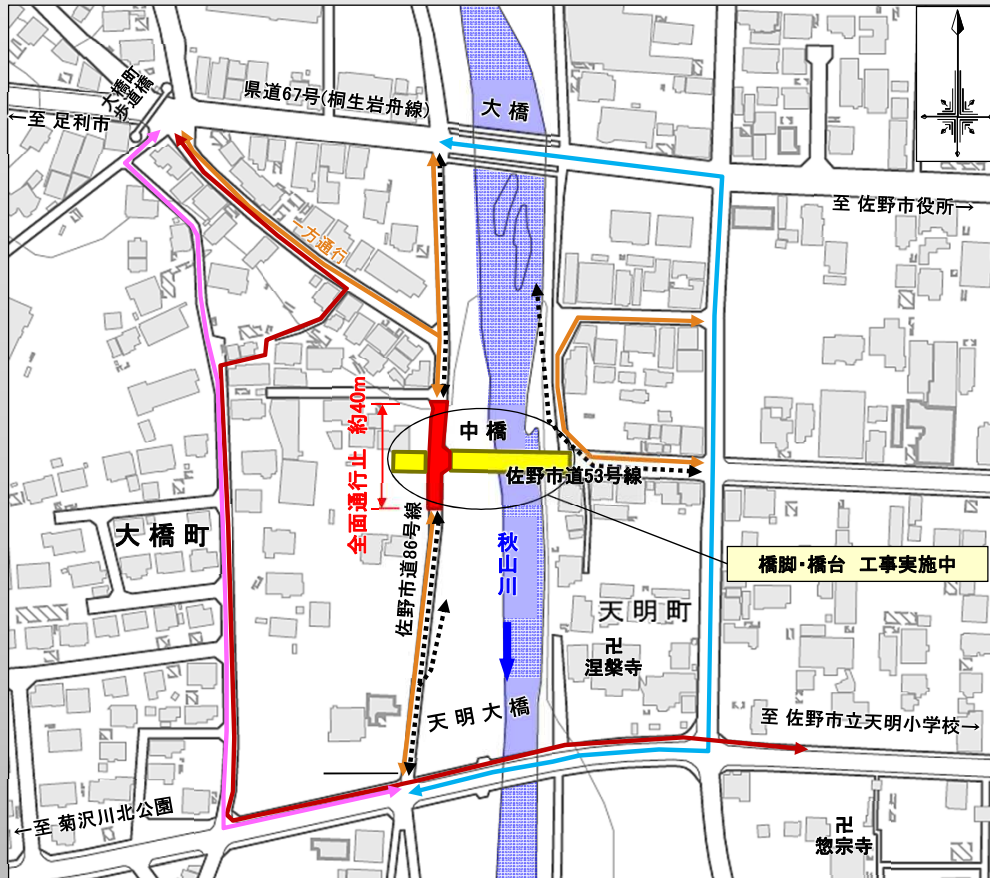 大橋町
歩道橋
県道67号(桐生岩舟線)
大橋
←至 足利市
至 佐野市役所→
一方通行
全面通行止 約40m
中橋
佐野市道53号線
佐野市道86号線
大橋町
秋山川
橋脚・橋台 工事実施中
天明町
卍
涅槃寺
天明大橋
至 佐野市立天明小学校→
←至 菊沢川北公園
卍
惣宗寺